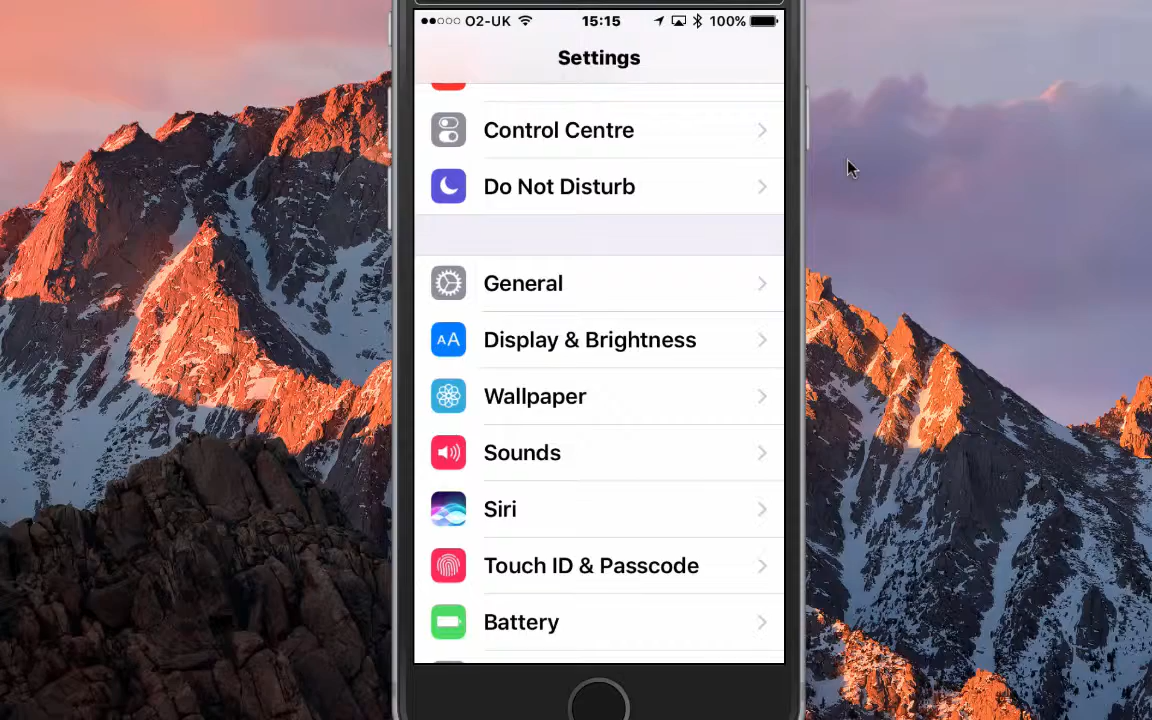 O2-UK 15:15 100%
Settings
Control Centre
Do Not Disturb
General
AA Display & Brightness
Wallpaper
Sounds
Siri
Touch ID & Passcode
Battery